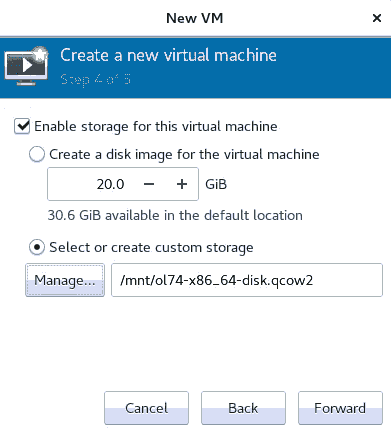 New VM
Create a new virtual machine
Step 4 of 5
Enable storage for this virtual machine
Create a disk image for the virtual machine
20.0 − + GiB
30.6 GiB available in the default location
Select or create custom storage
Manage... /mnt/ol74-x86_64-disk.qcow2
Cancel Back Forward